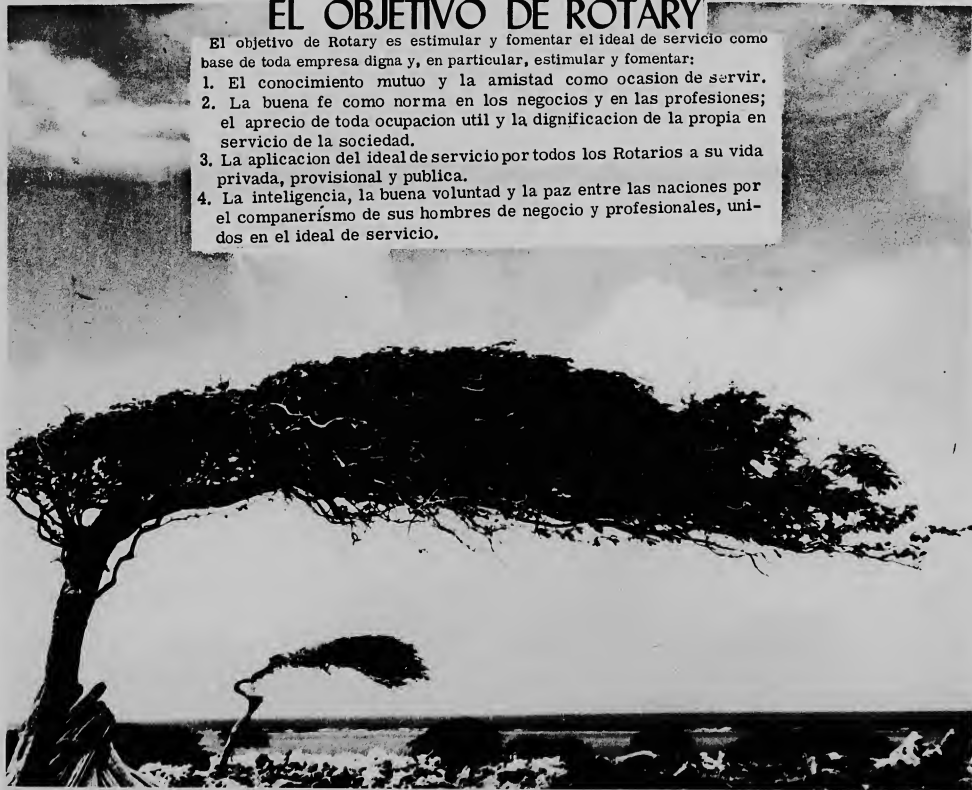 EL OBJETIVO DE ROTARY
El objetivo de Rotary es estimular y fomentar el ideal de servicio como
base de toda empresa digna y, en particular, estimular y fomentar:
1. El conocimiento mutuo y la amistad como ocasion de servir.
2. La buena fe como norma en los negocios y en las profesiones;
el aprecio de toda ocupacion util y la dignificacion de la propia en
servicio de la sociedad.
3. La aplicacion del ideal de servicio por todos los Rotarios a su vida
privada, provisional y publica.
4. La inteligencia, la buena voluntad y la paz entre las naciones por
el companerísmo de sus hombres de negocio y profesionales, uni-
dos en el ideal de servicio.